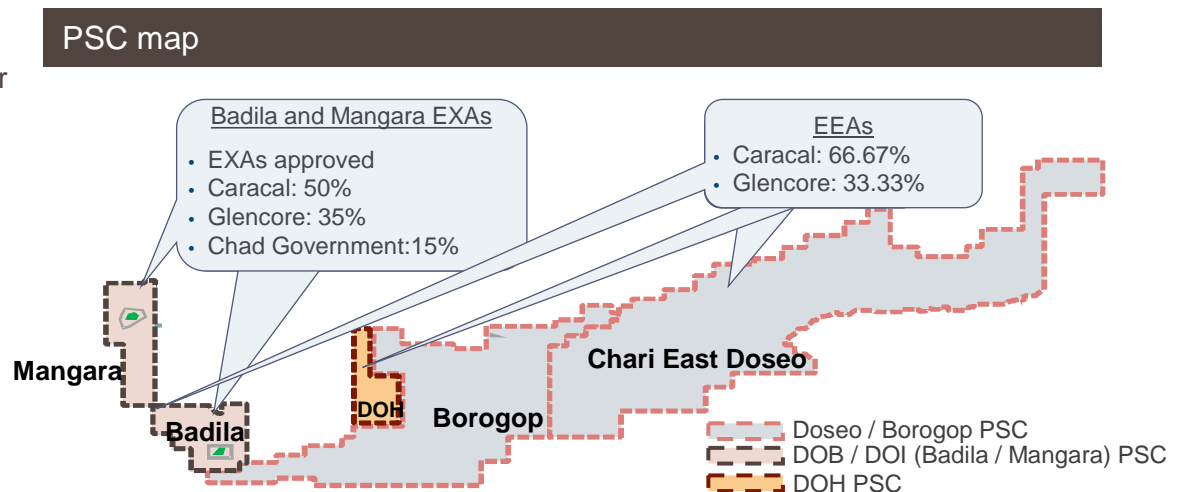 PSC map
r
Badila and Mangara EXAs
• EXAs approved
• Caracal: 50%
• Glencore: 35%
• Chad Government:15%
EEAs
• Caracal: 66.67%
• Glencore: 33.33%
Mangara
Badila
DOH
Borogop
Chari East Doseo
Doseo / Borogop PSC
DOB / DOI (Badila / Mangara) PSC
DOH PSC